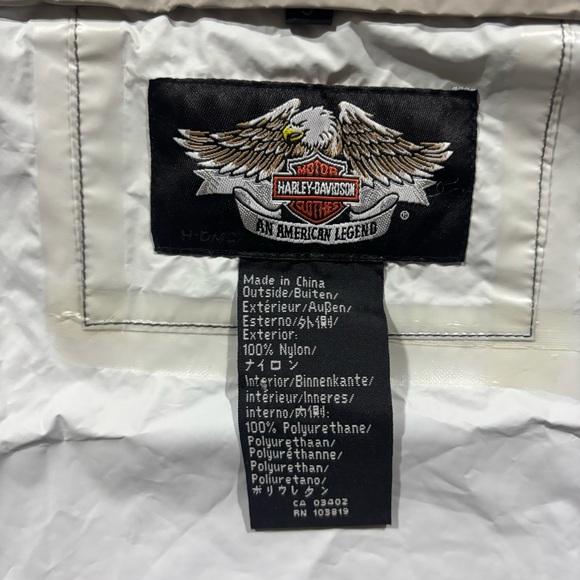 MOTOR
HARLEY-DAVIDSON
CLOTHES
®
AN AMERICAN LEGEND
Made in China
Outside/Buiten/
Extérieur/Außen/
Esterno/外側/
Exterior:
100% Nylon/
ナイロン
Interior/Binnenkante/
intérieur/Inneres/
interno/内側/
100% Polyurethane/
Polyurethaan/
Polyuréthanne/
Polyurethan/
Poliuretano/
ポリウレタン
CA 03402
RN 103819